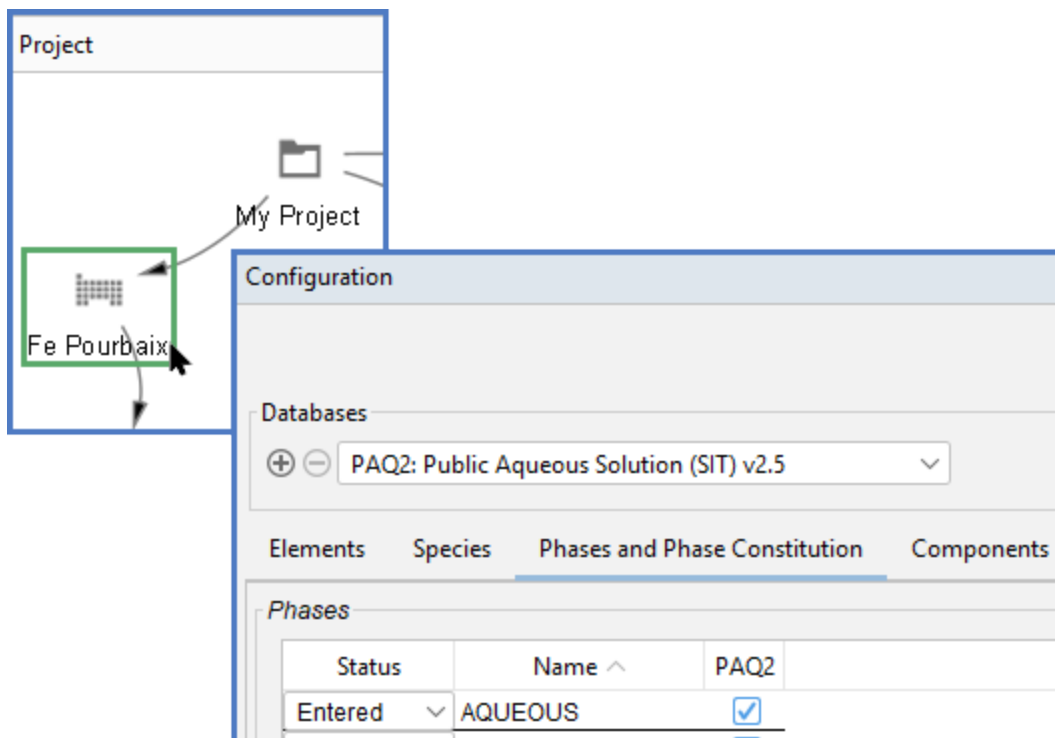 Project
My Project
Fe Pourbaix
Configuration
Databases
PAQ2: Public Aqueous Solution (SIT) v2.5
Elements Species Phases and Phase Constitution Components
Phases
Status Name PAQ2
Entered AQUEOUS